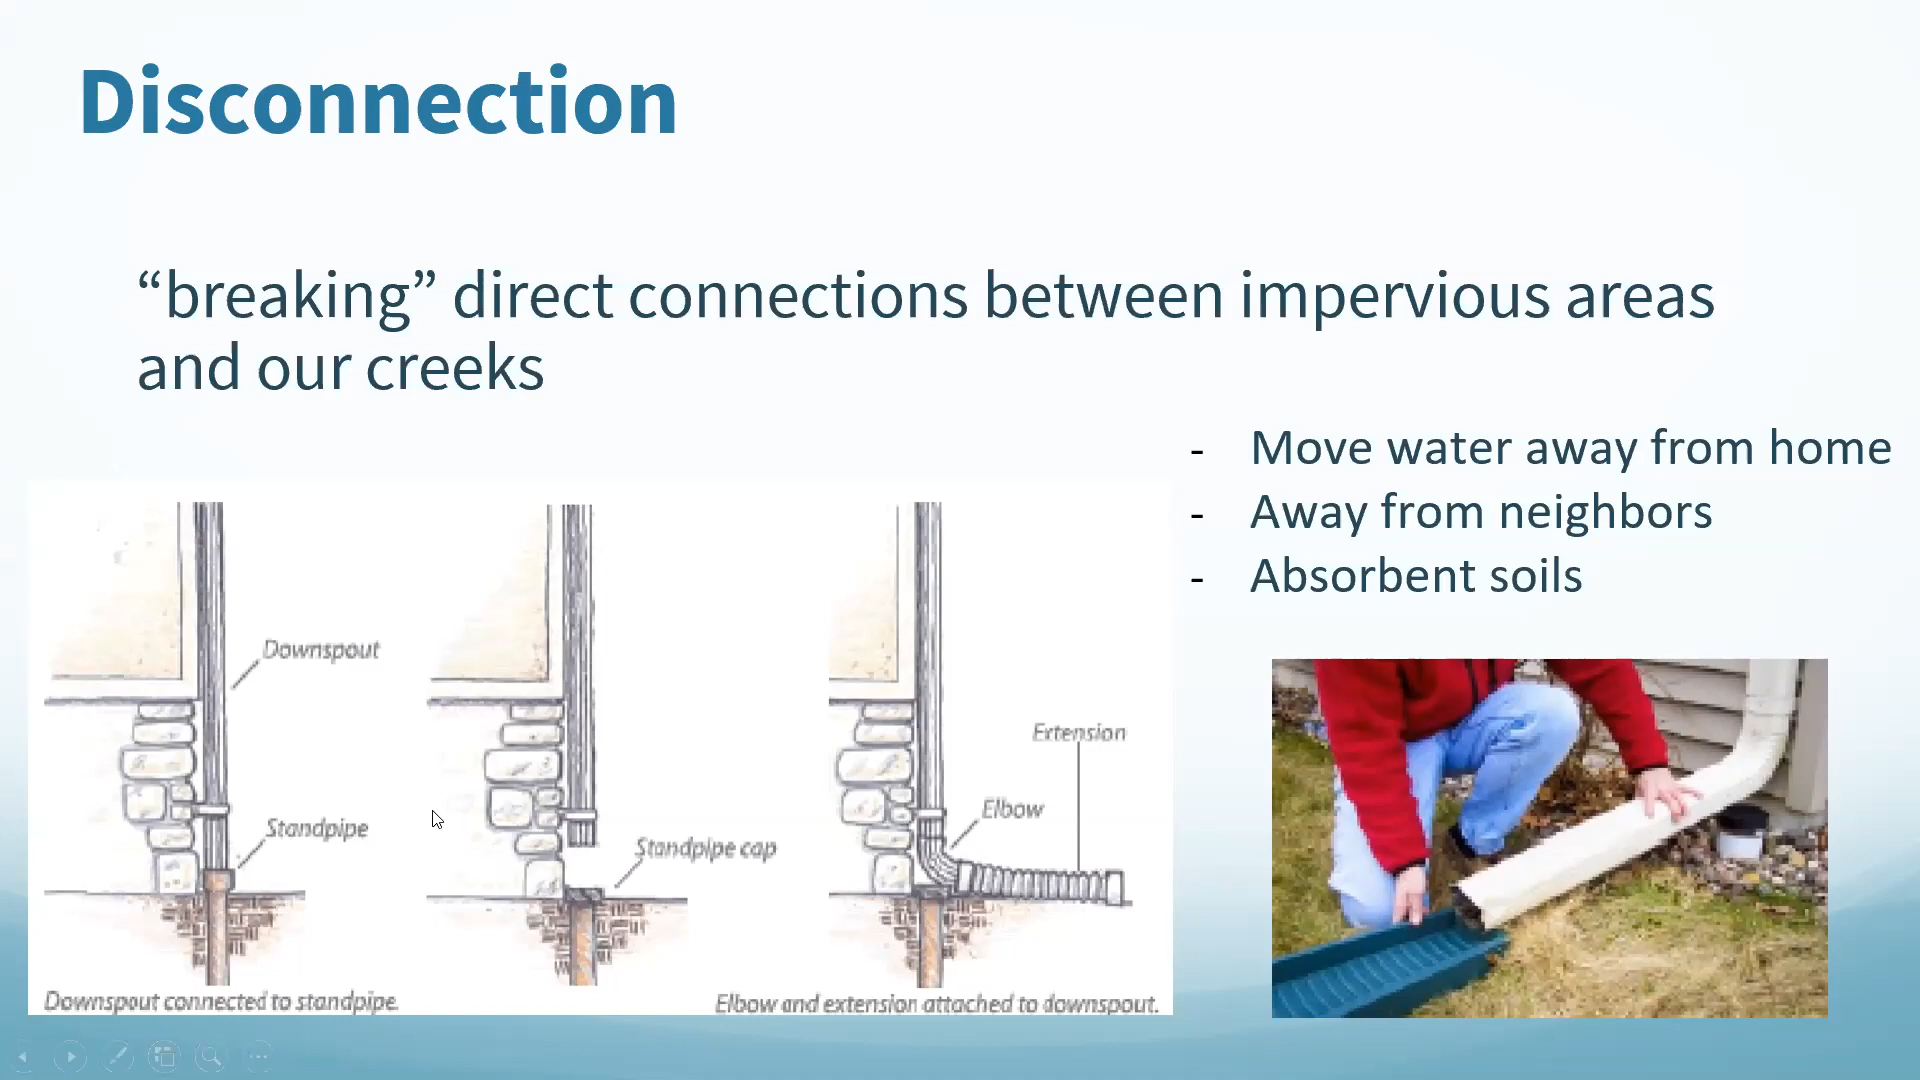 Disconnection
“breaking” direct connections between impervious areas
and our creeks
- Move water away from home
- Away from neighbors
- Absorbent soils
Downspout
Standpipe
Downspout connected to standpipe.
Standpipe cap
Extension
Elbow
Elbow and extension attached to downspout.